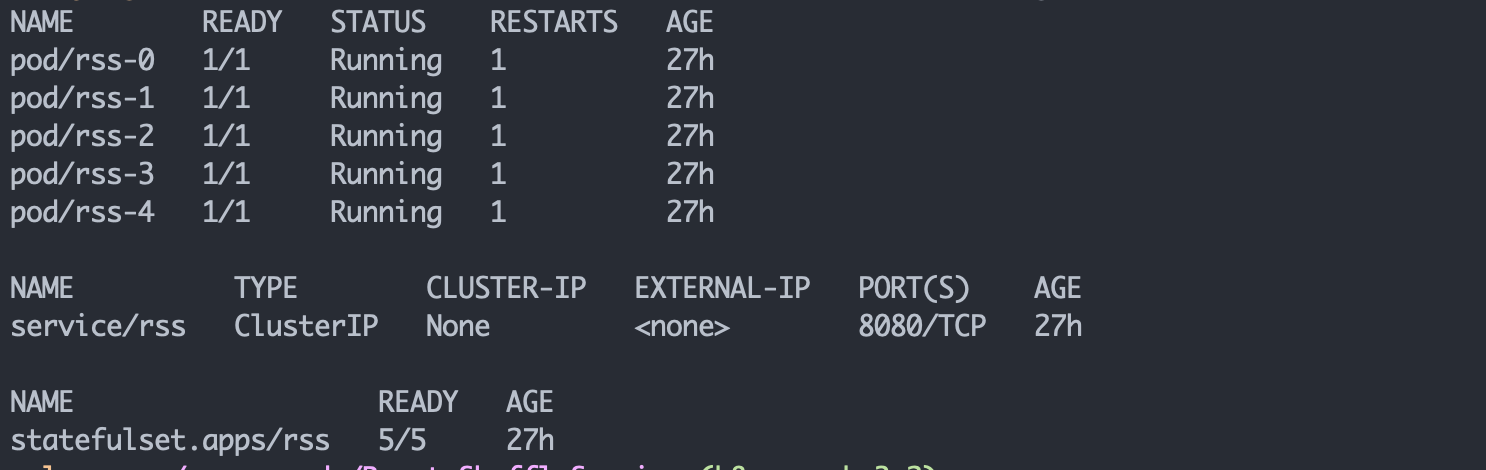 NAME READY STATUS RESTARTS AGE
pod/rss-0 1/1 Running 1 27h
pod/rss-1 1/1 Running 1 27h
pod/rss-2 1/1 Running 1 27h
pod/rss-3 1/1 Running 1 27h
pod/rss-4 1/1 Running 1 27h
NAME TYPE CLUSTER-IP EXTERNAL-IP PORT(S) AGE
service/rss ClusterIP None <none> 8080/TCP 27h
NAME READY AGE
statefulset.apps/rss 5/5 27h